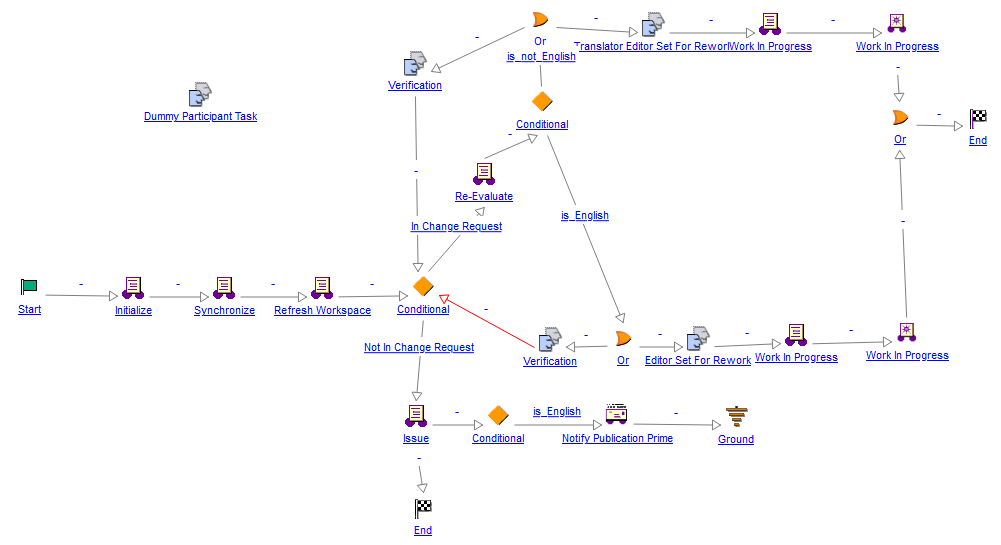 Or
is_not_English
Translator Editor Set For Rework
Work In Progress
Work In Progress
Verification
Dummy Participant Task
Conditional
Or
End
Re-Evaluate
is_English
In Change Request
Start
Initialize
Synchronize
Refresh Workspace
Conditional
Not In Change Request
Verification
Or
Editor Set For Rework
Work In Progress
Work In Progress
Issue
Conditional
is_English
Notify Publication Prime
Ground
End